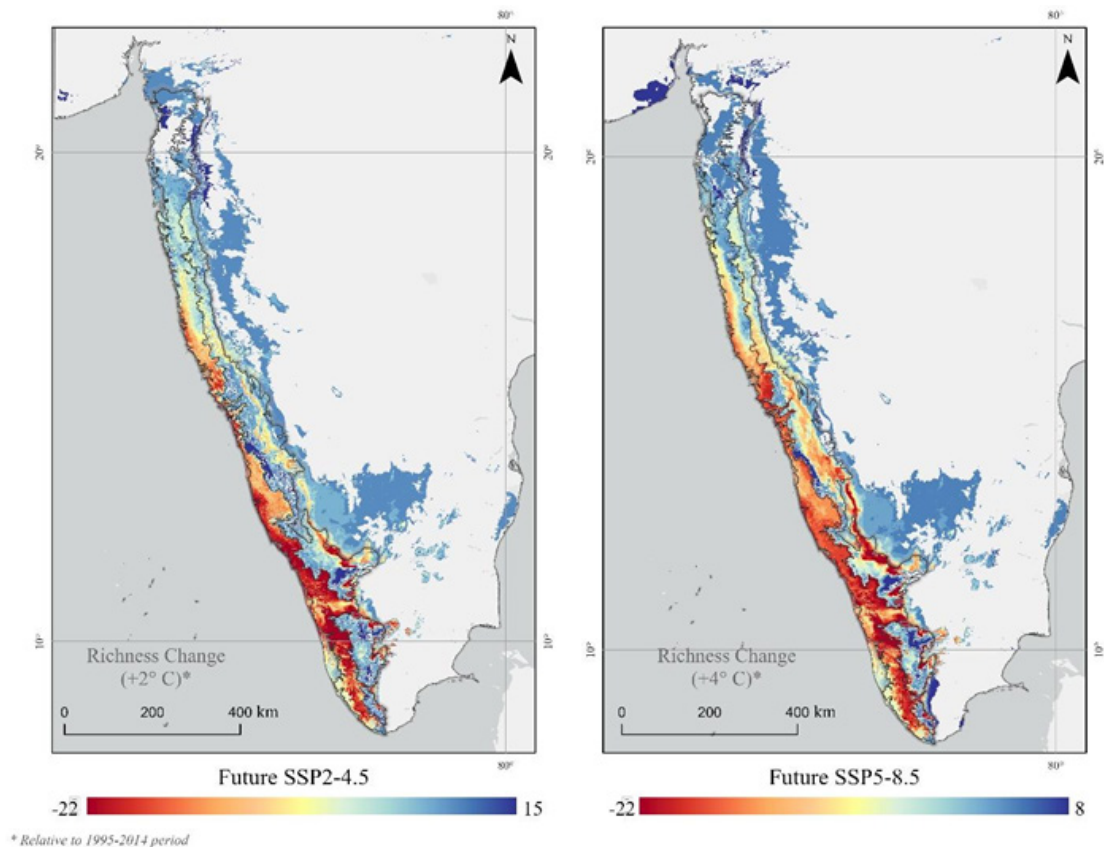 80°
80°
N
N
20°
20°
20°
20°
10°
10°
10°
10°
Richness Change
(+2° C)*
Richness Change
(+4° C)*
0 200 400 km
0 200 400 km
80°
80°
Future SSP2-4.5
Future SSP5-8.5
-22 15
-22 8
* Relative to 1995-2014 period